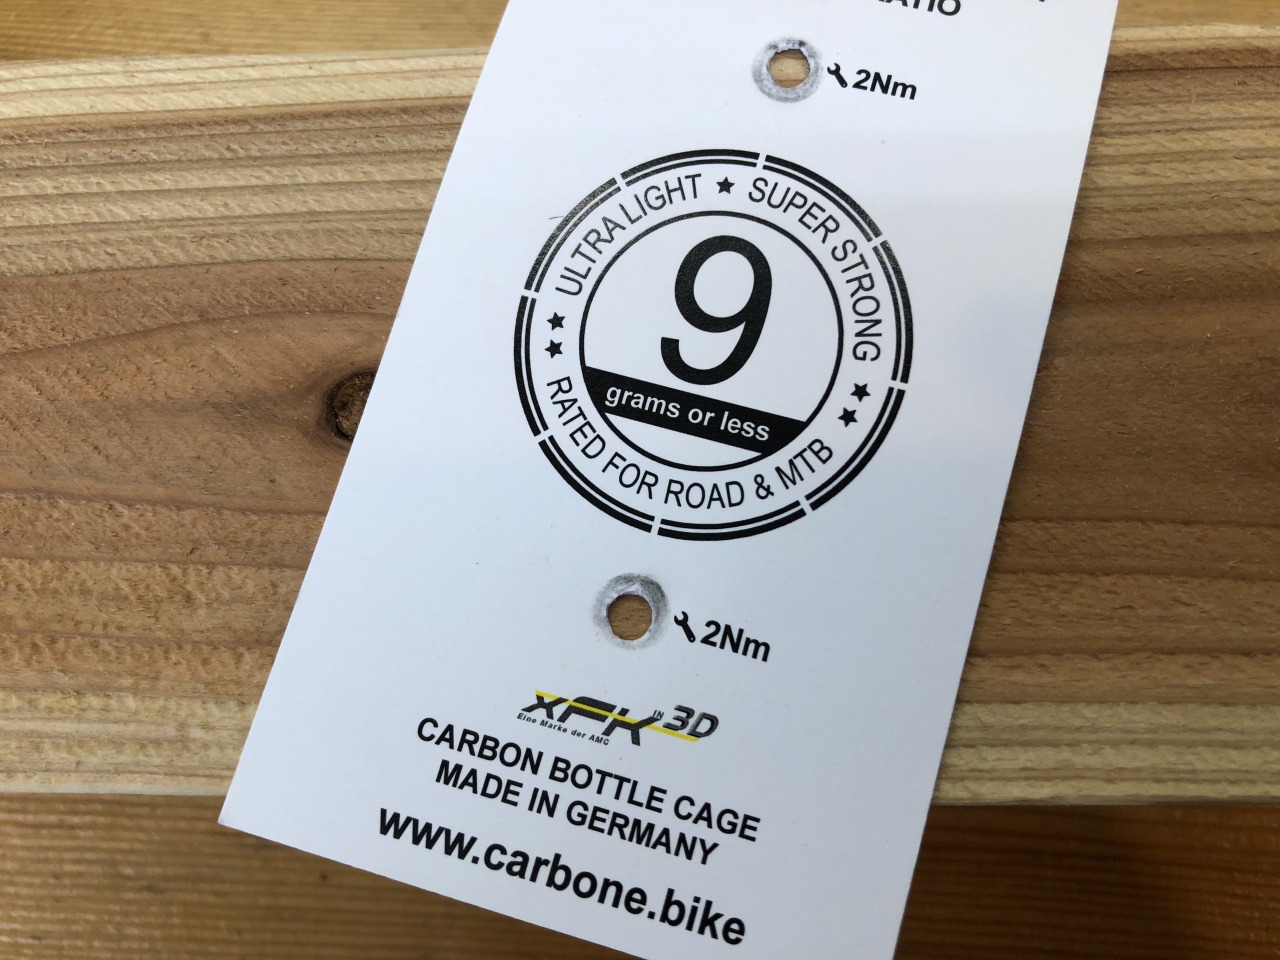 2Nm
ULTRA LIGHT ★ SUPER STRONG
9
grams or less
RATED FOR ROAD & MTB
2Nm
XFK IN 3D
Eine Marke der AMC
CARBON BOTTLE CAGE
MADE IN GERMANY
www.carbone.bike